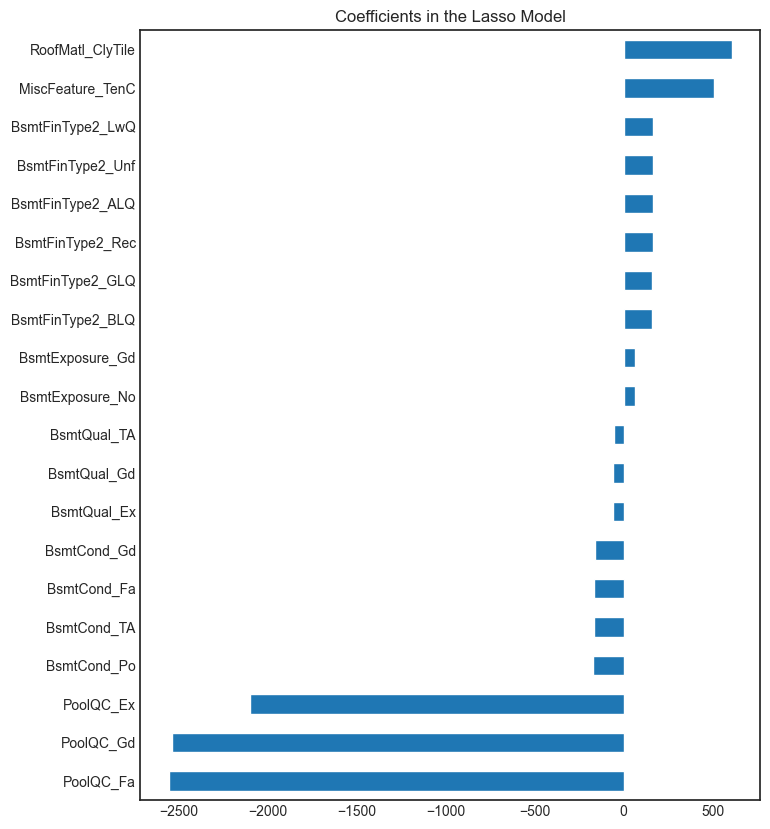 Coefficients in the Lasso Model
RoofMatl_ClyTile
MiscFeature_TenC
BsmtFinType2_LwQ
BsmtFinType2_Unf
BsmtFinType2_ALQ
BsmtFinType2_Rec
BsmtFinType2_GLQ
BsmtFinType2_BLQ
BsmtExposure_Gd
BsmtExposure_No
BsmtQual_TA
BsmtQual_Gd
BsmtQual_Ex
BsmtCond_Gd
BsmtCond_Fa
BsmtCond_TA
BsmtCond_Po
PoolQC_Ex
PoolQC_Gd
PoolQC_Fa
−2500 −2000 −1500 −1000 −500 0 500